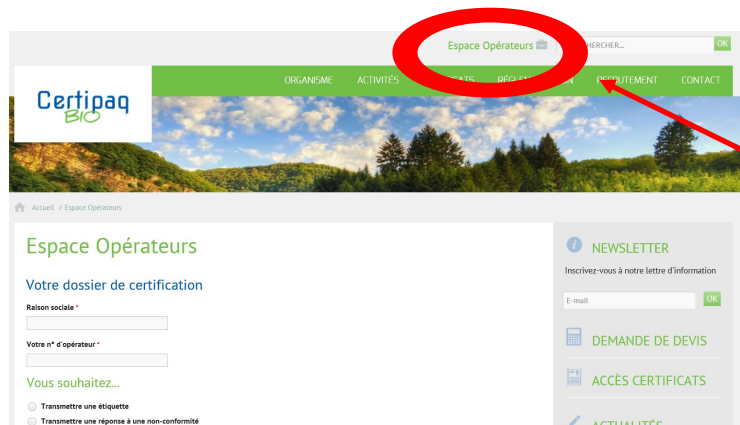 Espace Opérateurs
HERCHER...
OK
Certipaq
BIO
ORGANISME
ACTIVITÉS
RECRUTEMENT
CONTACT
Accueil > Espace Opérateurs
Espace Opérateurs
Votre dossier de certification
Raison sociale *
Votre n° d'opérateur *
Vous souhaitez...
Transmettre une étiquette
Transmettre une réponse à une non-conformité
NEWSLETTER
Inscrivez-vous à notre lettre d'information
E-mail
OK
DEMANDE DE DEVIS
ACCÈS CERTIFICATS
ACTUALITÉS